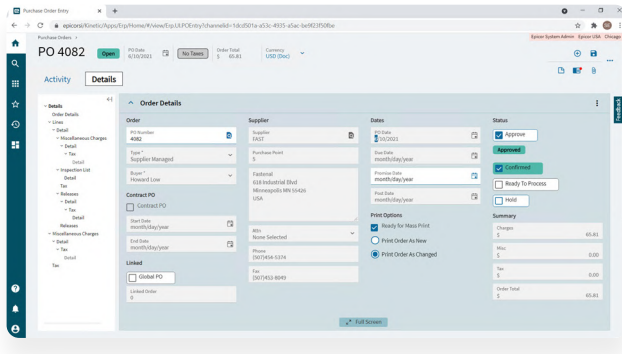 Purchase Order Entry
epicorsi/Kinetic/Apps/Erp/Home/#/view/Erp.UI.POEntry?channelid=1dcd501a-a53c-4935-a5ac-be9f23f50fbe
Purchase Orders
Epicor System Admin Epicor USA Chicago
PO 4082
Open
PO Date
6/10/2021
No Taxes
Order Total
$ 65.81
Currency
USD (Doc)
Activity
Details
Feedback
Details
Order Details
Lines
Detail
Miscellaneous Charges
Detail
Tax
Detail
Inspection List
Detail
Tax
Releases
Detail
Tax
Detail
Releases
Miscellaneous Charges
Detail
Tax
Detail
Tax
Order Details
Order
PO Number
4082
Type *
Supplier Managed
Buyer *
Howard Low
Contract PO
Contract PO
Start Date
month/day/year
End Date
month/day/year
Linked
Global PO
Linked Order
0
Supplier
Supplier
FAST
Purchase Point
S
Fastenal
618 Industrial Blvd
Minneapolis MN 55426
USA
Attn
None Selected
Phone
(507)454-5374
Fax
(507)453-8049
Dates
PO Date
6/10/2021
Due Date
month/day/year
Promise Date
month/day/year
Post Date
month/day/year
Print Options
Ready for Mass Print
Print Order As New
Print Order As Changed
Status
Approve
Approved
Confirmed
Ready To Process
Hold
Summary
Charges
$ 65.81
Misc
$ 0.00
Tax
$ 0.00
Order Total
$ 65.81
Full Screen